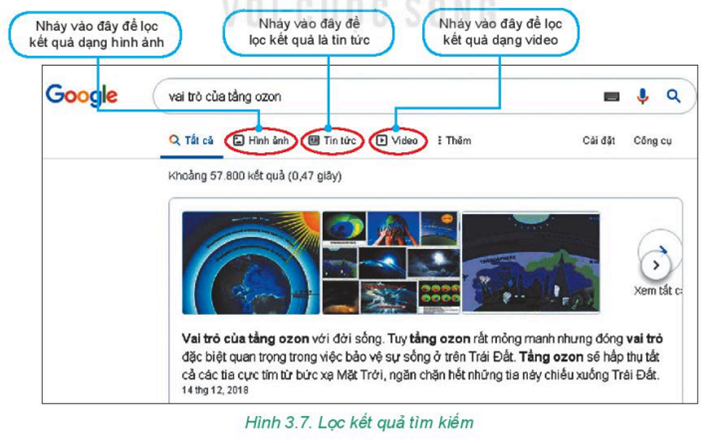 VỚI CUỘC SỐNG
Nháy vào đây để lọc
kết quả dạng hình ảnh
Nháy vào đây để
lọc kết quả là tin tức
Nháy vào đây để lọc
kết quả dạng video
Google
vai trò của tầng ozon
Tất cả Hình ảnh Tin tức Video Thêm Cài đặt Công cụ
Khoảng 57.800 kết quả (0,47 giây)
Xem tất c
Vai trò của tầng ozon với đời sống. Tuy tầng ozon rất mỏng manh nhưng đóng vai trò
đặc biệt quan trọng trong việc bảo vệ sự sống ở trên Trái Đất. Tầng ozon sẽ hấp thụ tất
cả các tia cực tím từ bức xạ Mặt Trời, ngăn chặn hết những tia này chiếu xuống Trái Đất.
14 thg 12, 2018
Hình 3.7. Lọc kết quả tìm kiếm